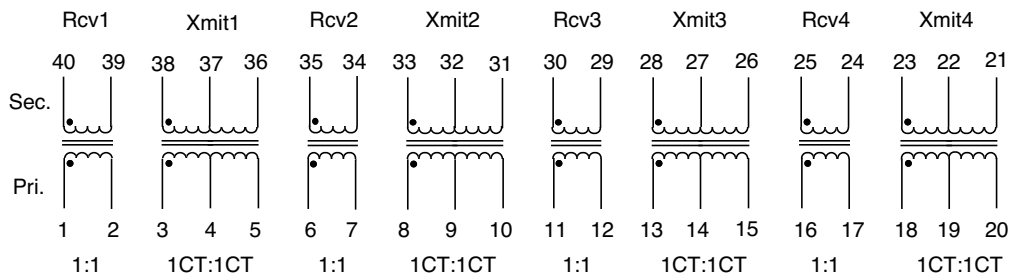 Rcv1 Xmit1 Rcv2 Xmit2 Rcv3 Xmit3 Rcv4 Xmit4
40 39 38 37 36 35 34 33 32 31 30 29 28 27 26 25 24 23 22 21
Sec.
Pri.
1 2 3 4 5 6 7 8 9 10 11 12 13 14 15 16 17 18 19 20
1:1 1CT:1CT 1:1 1CT:1CT 1:1 1CT:1CT 1:1 1CT:1CT